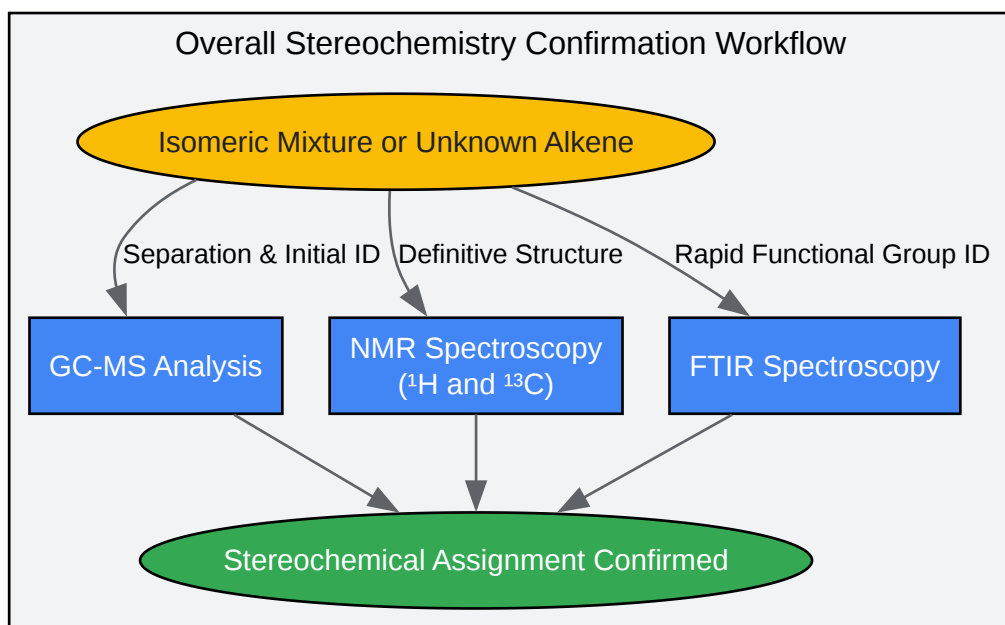 Overall Stereochemistry Confirmation Workflow
Isomeric Mixture or Unknown Alkene
Separation & Initial ID
Definitive Structure
Rapid Functional Group ID
GC-MS Analysis
NMR Spectroscopy
(¹H and ¹³C)
FTIR Spectroscopy
Stereochemical Assignment Confirmed